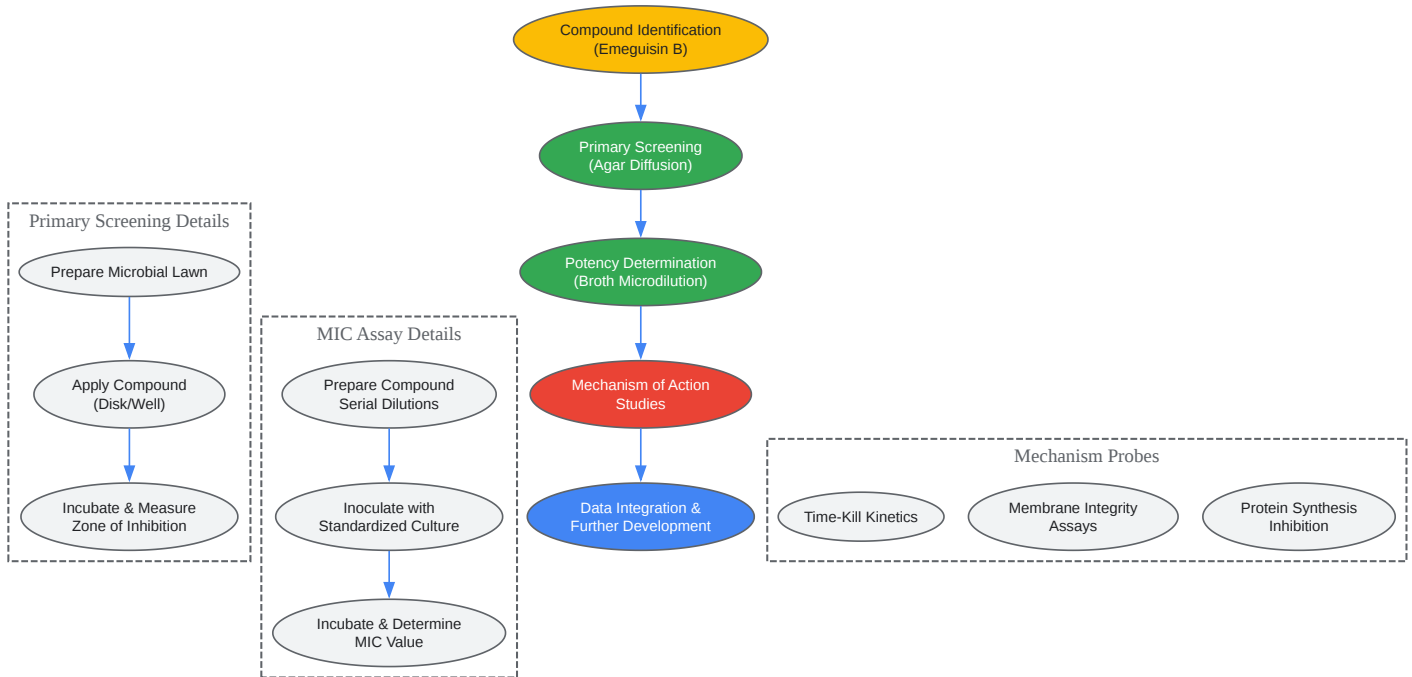 Compound Identification
(Emeguisin B)
Primary Screening
(Agar Diffusion)
Potency Determination
(Broth Microdilution)
Mechanism of Action
Studies
Data Integration &
Further Development
Primary Screening Details
Prepare Microbial Lawn
Apply Compound
(Disk/Well)
Incubate & Measure
Zone of Inhibition
MIC Assay Details
Prepare Compound
Serial Dilutions
Inoculate with
Standardized Culture
Incubate & Determine
MIC Value
Mechanism Probes
Time-Kill Kinetics
Membrane Integrity
Assays
Protein Synthesis
Inhibition